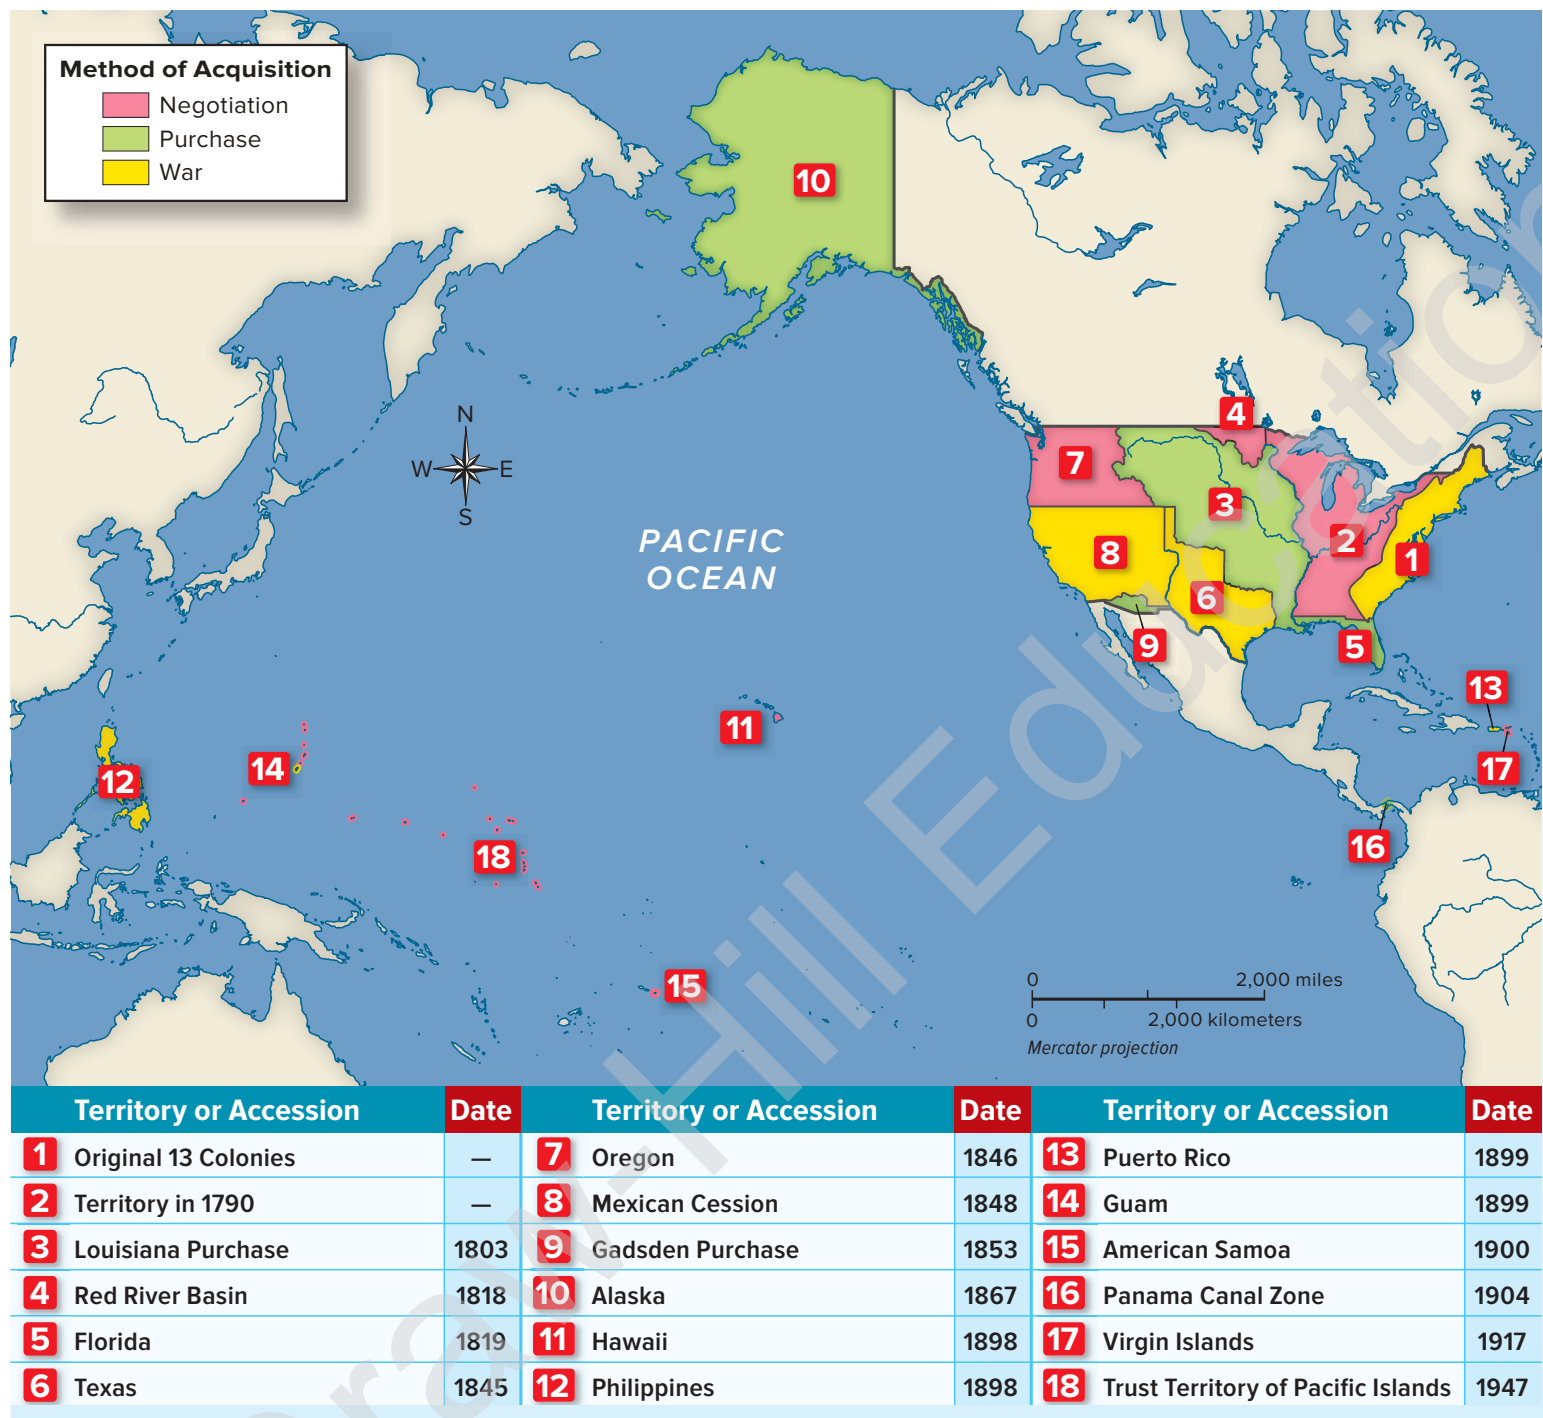 Method of Acquisition
Negotiation
Purchase
War
10
N
W E
S
PACIFIC
OCEAN
4
7
3
2
1
8
6
9
5
13
11
14
12
17
16
18
15
0 2,000 miles
0 2,000 kilometers
Mercator projection
raw-Hill Education
Territory or Accession Date Territory or Accession Date Territory or Accession Date
1 Original 13 Colonies — 7 Oregon 1846 13 Puerto Rico 1899
2 Territory in 1790 — 8 Mexican Cession 1848 14 Guam 1899
3 Louisiana Purchase 1803 9 Gadsden Purchase 1853 15 American Samoa 1900
4 Red River Basin 1818 10 Alaska 1867 16 Panama Canal Zone 1904
5 Florida 1819 11 Hawaii 1898 17 Virgin Islands 1917
6 Texas 1845 12 Philippines 1898 18 Trust Territory of Pacific Islands 1947